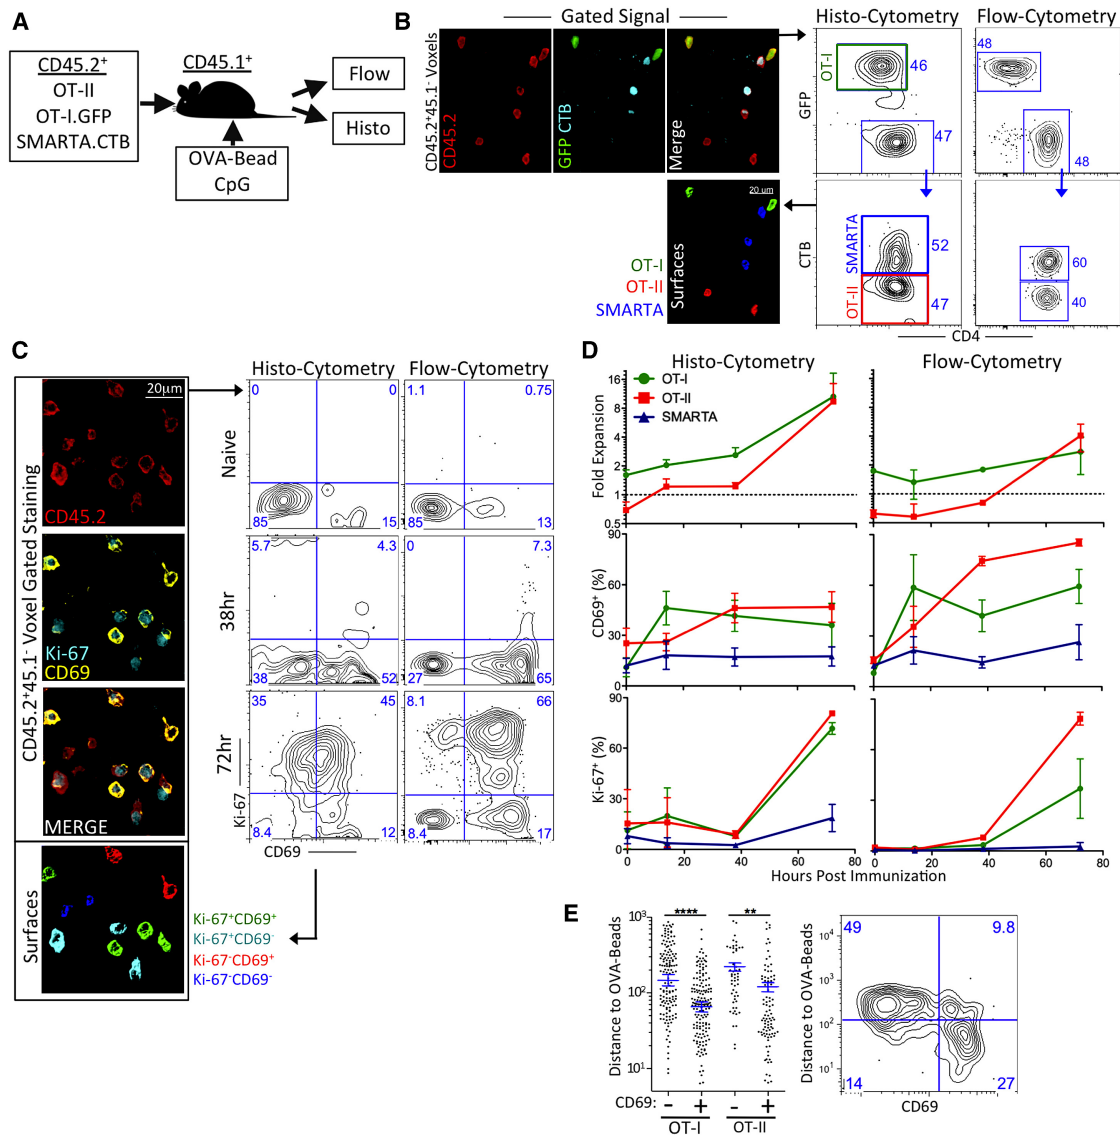 A
CD45.2⁺
OT-II
OT-I.GFP
SMARTA.CTB
CD45.1⁺
OVA-Bead
CpG
Flow
Histo
B
Gated Signal
Histo-Cytometry
Flow-Cytometry
CD45.2⁺45.1⁻ Voxels
CD45.2
GFP CTB
Merge
OT-I
46
47
GFP
48
48
20 um
Surfaces
OT-I
OT-II
SMARTA
CTB
SMARTA
OT-II
52
47
60
40
CD4
C
CD45.2⁺45.1⁻ Voxel Gated Staining
20µm
CD45.2
Ki-67
CD69
MERGE
Surfaces
Histo-Cytometry
Flow-Cytometry
Naive
0
0
85
15
1.1
0.75
85
13
38hr
5.7
4.3
38
52
0
7.3
27
65
72hr
35
45
8.4
12
8.1
66
8.4
17
Ki-67
CD69
Ki-67⁺CD69⁺
Ki-67⁺CD69⁻
Ki-67⁻CD69⁺
Ki-67⁻CD69⁻
D
Histo-Cytometry
Flow-Cytometry
OT-I
OT-II
SMARTA
Fold Expansion
16
8
4
2
1
0.5
CD69⁺ (%)
90
60
30
0
Ki-67⁺ (%)
90
60
30
0
0 20 40 60 80
0 20 40 60 80
Hours Post Immunization
E
Distance to OVA-Beads
10³
10²
10¹
****
**
CD69: - + - +
OT-I OT-II
Distance to OVA-Beads
10⁴
10³
10²
10¹
49
9.8
14
27
CD69